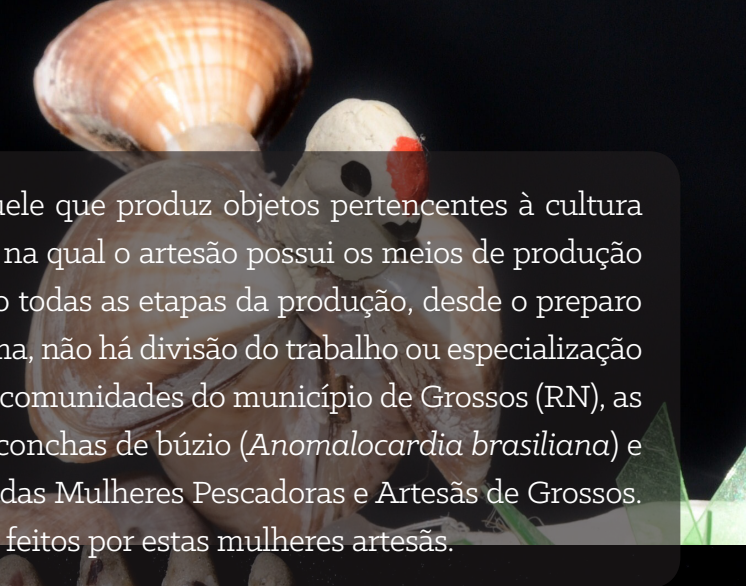 que produz objetos pertencentes à cultura
na qual o artesão possui os meios de produção
todas as etapas da produção, desde o preparo
não há divisão do trabalho ou especialização
comunidades do município de Grossos (RN), as
conchas de búzio (Anomalocardia brasiliana) e
das Mulheres Pescadoras e Artesãs de Grossos.
feitos por estas mulheres artesãs.